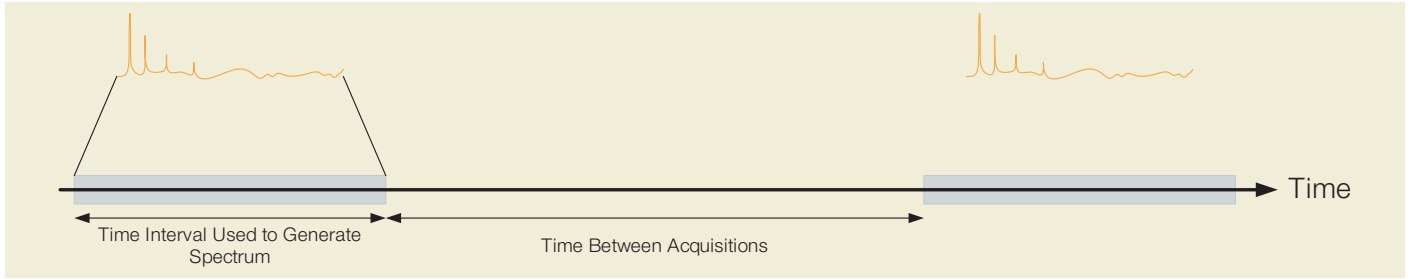 Time
Time Interval Used to Generate
Spectrum
Time Between Acquisitions